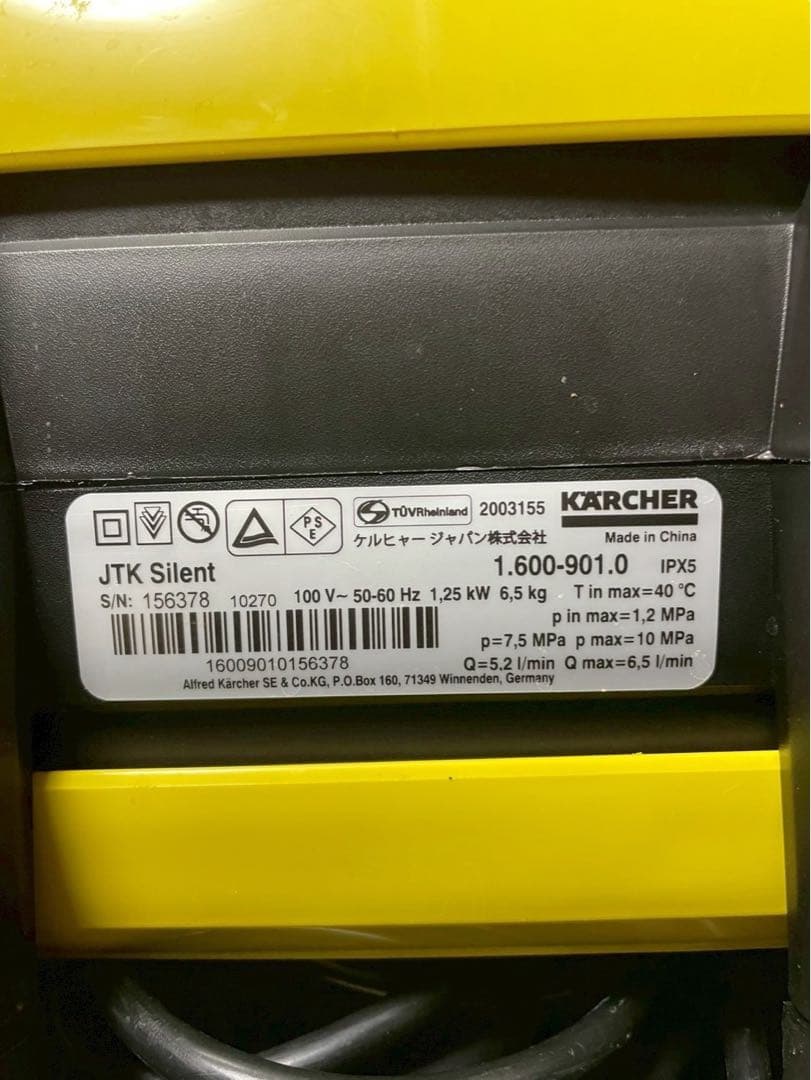 PS
E
TÜVRheinland 2003155 KÄRCHER
ケルヒャー ジャパン株式会社 Made in China
JTK Silent 1.600-901.0 IPX5
S/N: 156378 10270 100 V~ 50-60 Hz 1,25 kW 6,5 kg T in max=40 °C
p in max=1,2 MPa
p=7,5 MPa p max=10 MPa
16009010156378 Q=5.2 l/min Q max=6,5 l/min
Alfred Kärcher SE & Co.KG, P.O.Box 160, 71349 Winnenden, Germany